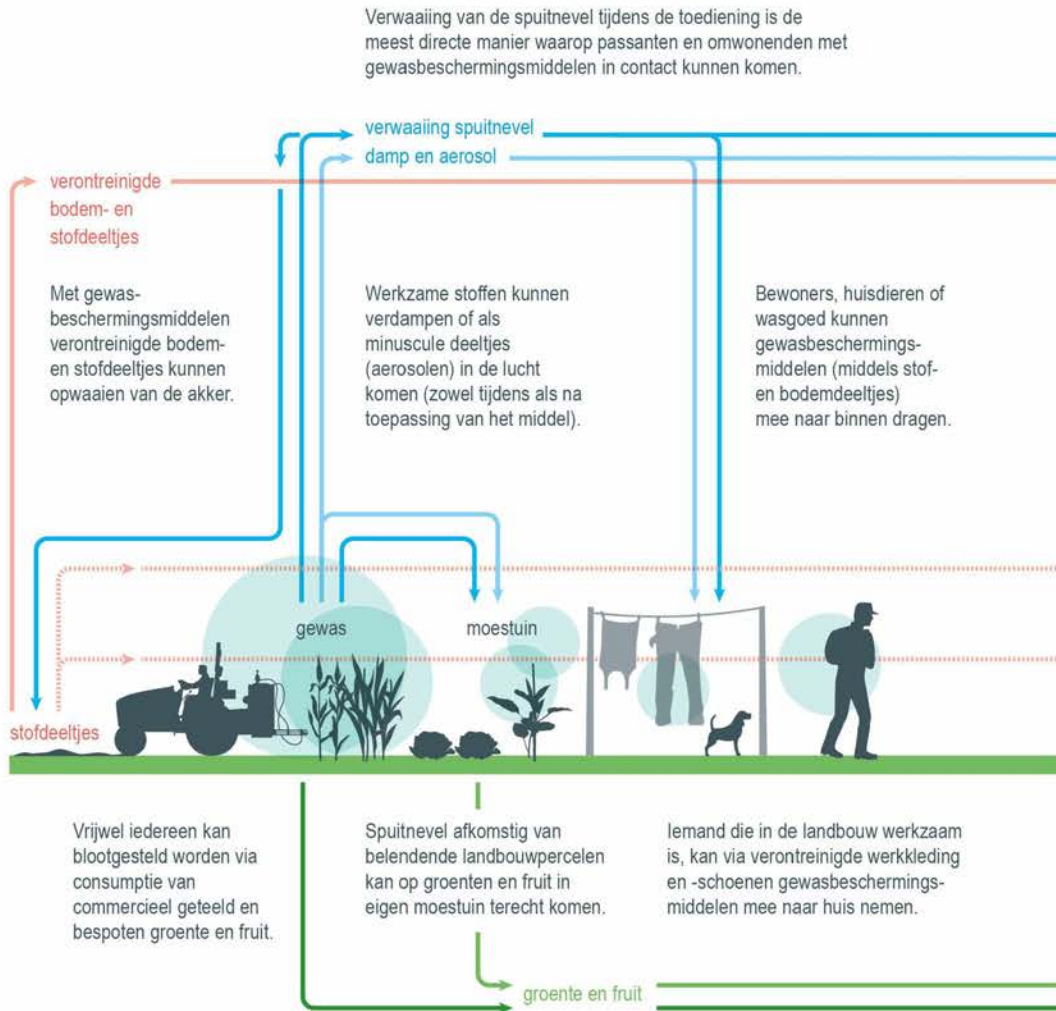 Verwaaiing van de spuitnevel tijdens de toediening is de
meest directe manier waarop passanten en omwonenden met
gewasbeschermingsmiddelen in contact kunnen komen.
verwaaiing spuitnevel
damp en aerosol
verontreinigde
bodem- en
stofdeeltjes
Met gewas-
beschermingsmiddelen
verontreinigde bodem-
en stofdeeltjes kunnen
opwaaien van de akker.
Werkzame stoffen kunnen
verdampen of als
minuscule deeltjes
(aerosolen) in de lucht
komen (zowel tijdens als na
toepassing van het middel).
Bewoners, huisdieren of
wasgoed kunnen
gewasbeschermings-
middelen (middels stof-
en bodemdeeltjes)
mee naar binnen dragen.
gewas
moestuin
stofdeeltjes
Vrijwel iedereen kan
blootgesteld worden via
consumptie van
commercieel geteeld en
bespoten groente en fruit.
Spuitnevel afkomstig van
belendende landbouwpercelen
kan op groenten en fruit in
eigen moestuin terecht komen.
Iemand die in de landbouw werkzaam
is, kan via verontreinigde werkkleding
en -schoenen gewasbeschermings-
middelen mee naar huis nemen.
groente en fruit